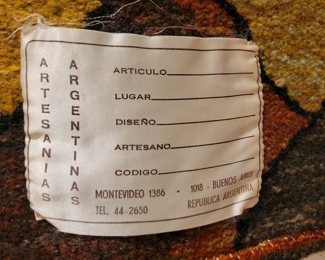 ARTESANIAS
ARGENTINAS
ARTICULO
LUGAR
DISEÑO
ARTESANO
CODIGO
MONTEVIDEO 1386 - 1018 - BUENOS AIRES
TEL. 44-2650 REPUBLICA ARGENTINA